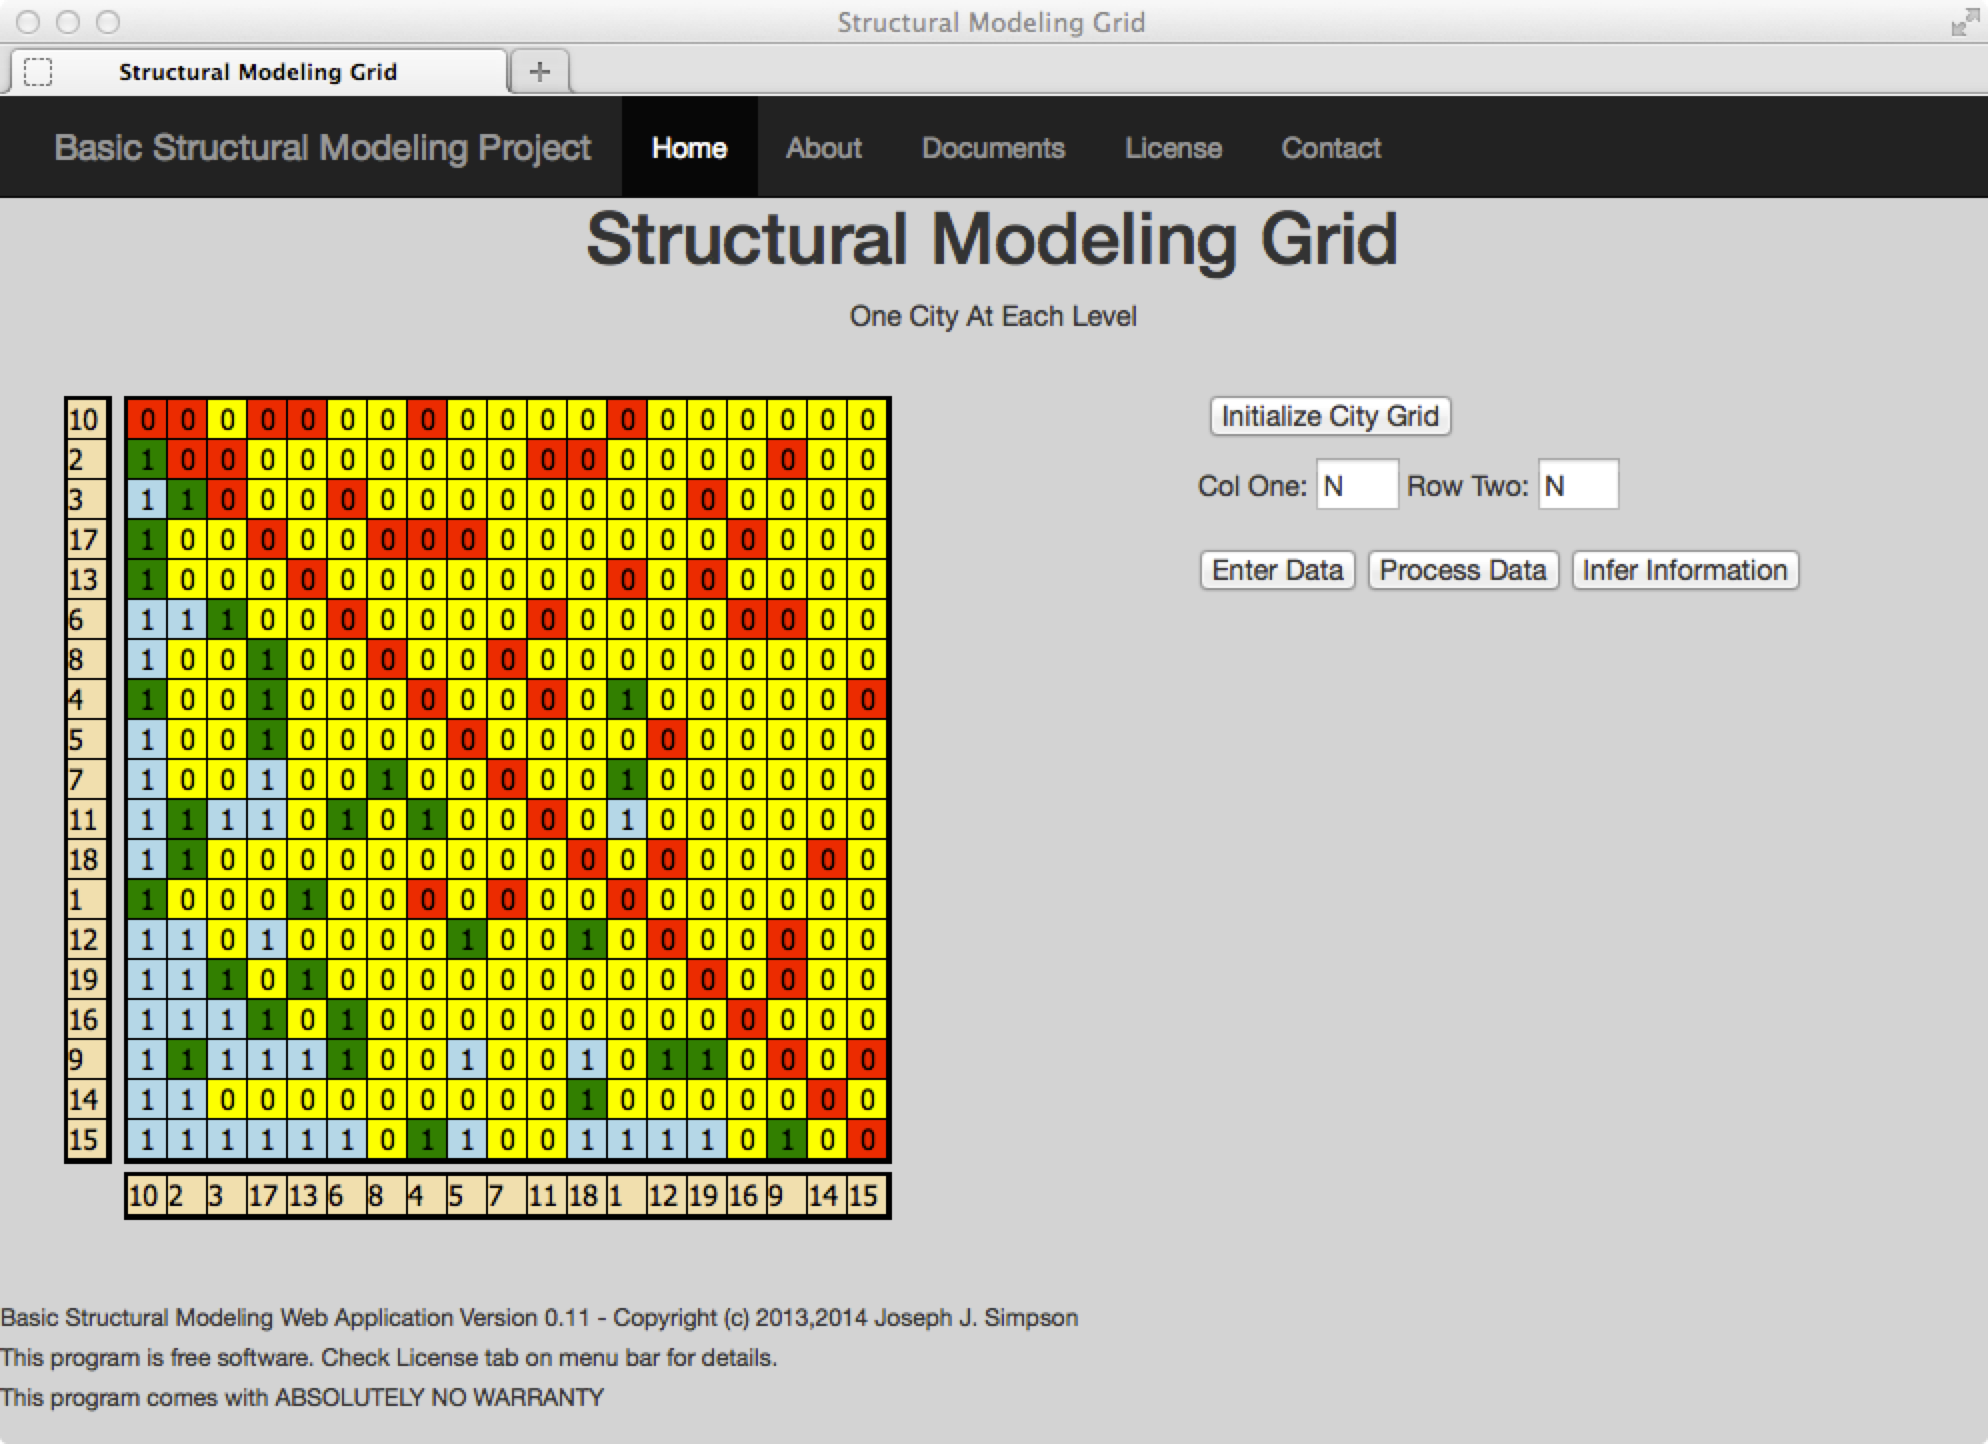 Structural Modeling Grid
Structural Modeling Grid +
Basic Structural Modeling Project Home About Documents License Contact
Structural Modeling Grid
One City At Each Level
10 0 0 0 0 0 0 0 0 0 0 0 0 0 0 0 0 0 0 0
2 1 0 0 0 0 0 0 0 0 0 0 0 0 0 0 0 0 0 0
3 1 1 0 0 0 0 0 0 0 0 0 0 0 0 0 0 0 0 0
17 1 0 0 0 0 0 0 0 0 0 0 0 0 0 0 0 0 0 0
13 1 0 0 0 0 0 0 0 0 0 0 0 0 0 0 0 0 0 0
6 1 1 1 0 0 0 0 0 0 0 0 0 0 0 0 0 0 0 0
8 1 0 0 1 0 0 0 0 0 0 0 0 0 0 0 0 0 0 0
4 1 0 0 1 0 0 0 0 0 0 0 0 1 0 0 0 0 0 0
5 1 0 0 1 0 0 0 0 0 0 0 0 0 0 0 0 0 0 0
7 1 0 0 1 0 0 1 0 0 0 0 0 1 0 0 0 0 0 0
11 1 1 1 1 0 1 0 1 0 0 0 0 1 0 0 0 0 0 0
18 1 1 0 0 0 0 0 0 0 0 0 0 0 0 0 0 0 0 0
1 1 0 0 0 1 0 0 0 0 0 0 0 0 0 0 0 0 0 0
12 1 1 0 1 0 0 0 0 1 0 0 1 0 0 0 0 0 0 0
19 1 1 1 0 1 0 0 0 0 0 0 0 0 0 0 0 0 0 0
16 1 1 1 1 0 1 0 0 0 0 0 0 0 0 0 0 0 0 0
9 1 1 1 1 1 1 0 0 1 0 0 1 0 1 1 0 0 0 0
14 1 1 0 0 0 0 0 0 0 0 0 1 0 0 0 0 0 0 0
15 1 1 1 1 1 1 0 1 1 0 0 1 1 1 1 0 1 0 0
10 2 3 17 13 6 8 4 5 7 11 18 1 12 19 16 9 14 15
Initialize City Grid
Col One: N Row Two: N
Enter Data Process Data Infer Information
Basic Structural Modeling Web Application Version 0.11 - Copyright (c) 2013,2014 Joseph J. Simpson
This program is free software. Check License tab on menu bar for details.
This program comes with ABSOLUTELY NO WARRANTY